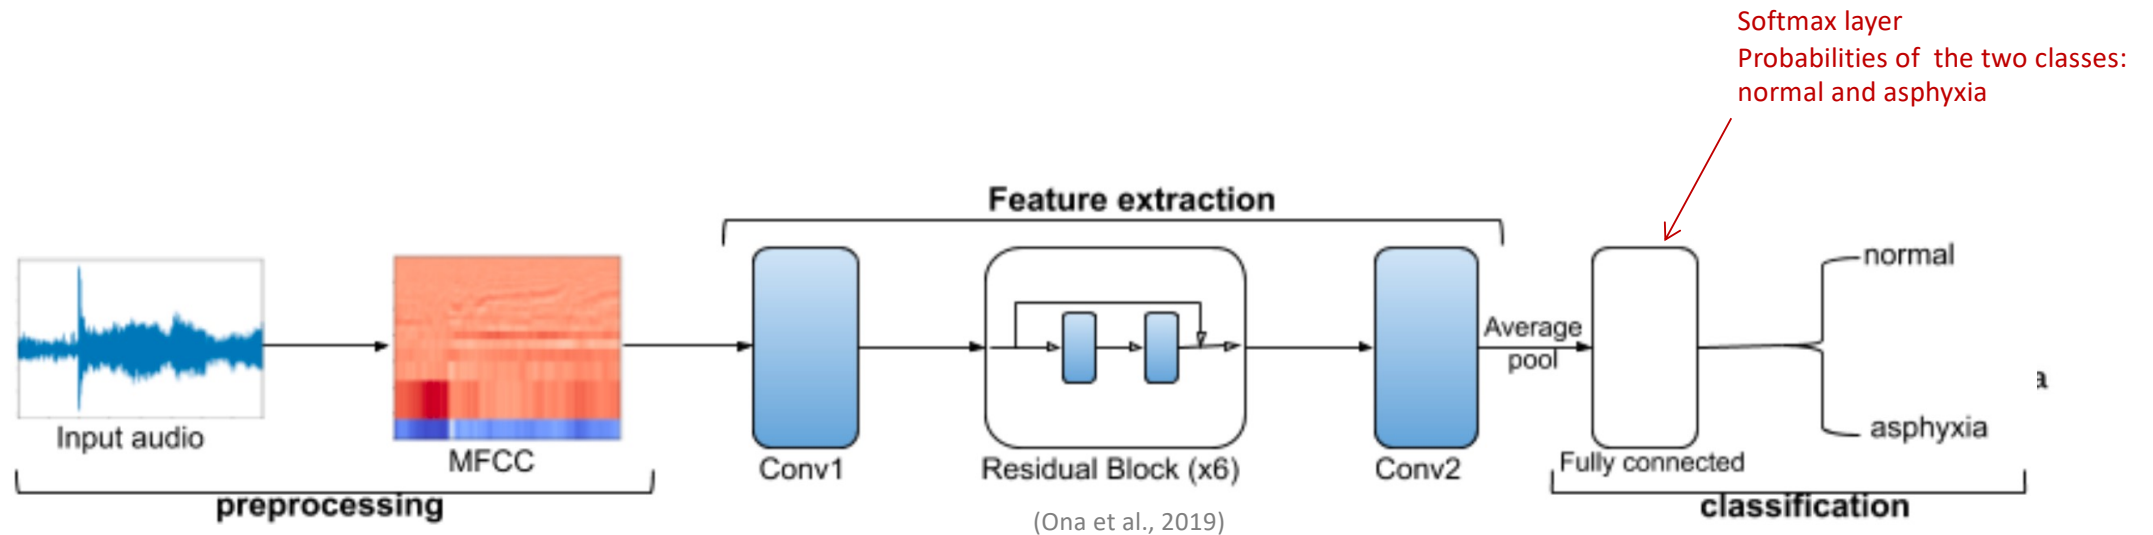 Softmax layer
Probabilities of the two classes:
normal and asphyxia
Feature extraction
Input audio
MFCC
preprocessing
Conv1
Residual Block (x6)
Conv2
Average
pool
Fully connected
normal
asphyxia
a
classification
(Ona et al., 2019)